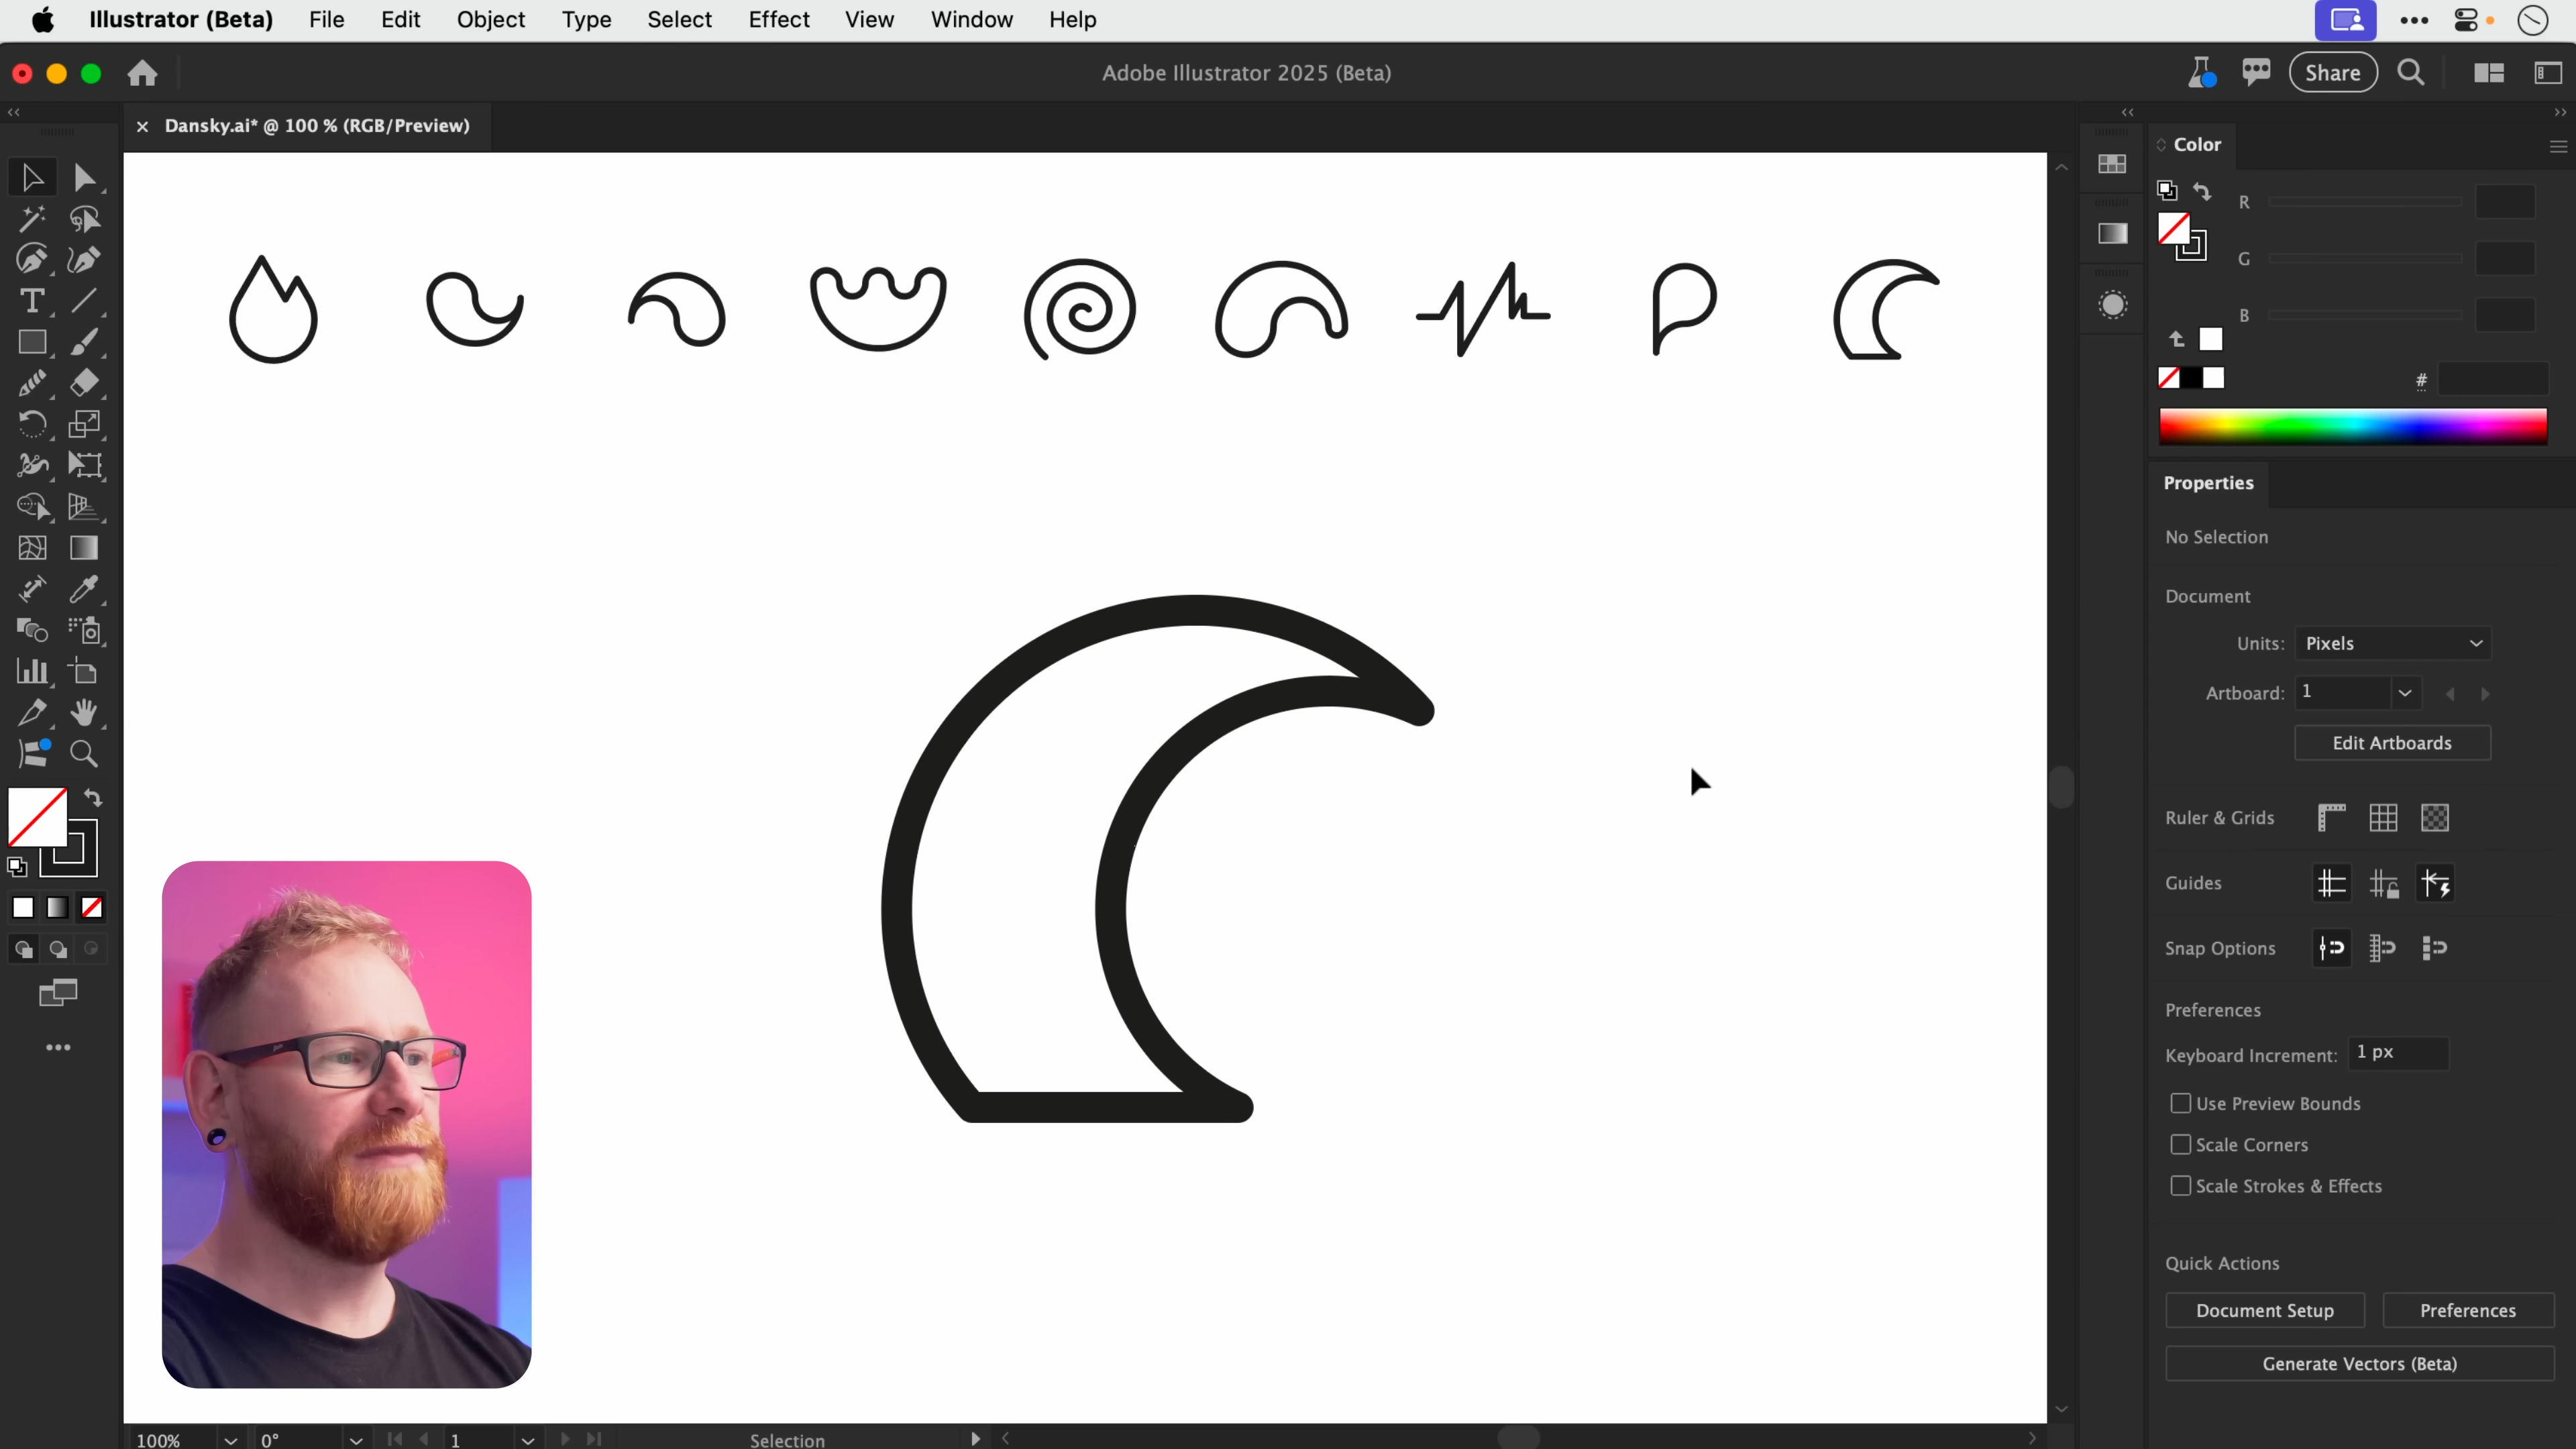 Illustrator (Beta) File Edit Object Type Select Effect View Window Help
Adobe Illustrator 2025 (Beta)
Share
Dansky.ai* @ 100 % (RGB/Preview)
Color
R
G
B
#
Properties
No Selection
Document
Units: Pixels
Artboard: 1
Edit Artboards
Ruler & Grids
Guides
Snap Options
Preferences
Keyboard Increment: 1 px
Use Preview Bounds
Scale Corners
Scale Strokes & Effects
Quick Actions
Document Setup Preferences
Generate Vectors (Beta)
100% 0° 1 Selection